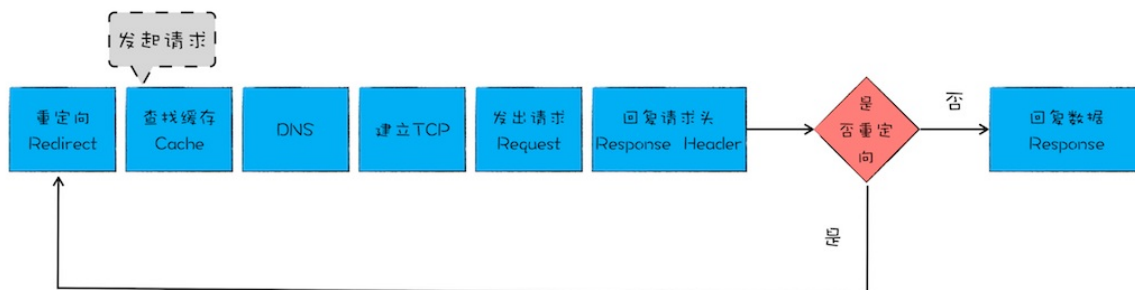 发起请求
重定向
Redirect
查找缓存
Cache
DNS
建立TCP
发出请求
Request
回复请求头
Response Header
是
否重定
向
否
回复数据
Response
是